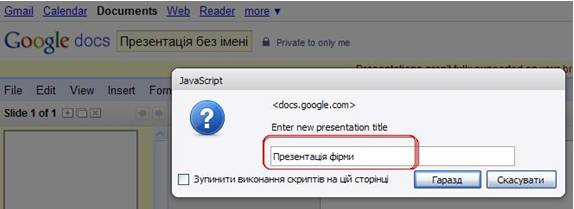 Gmail Calendar Documents Web Reader more ▼
Google docs Презентація без імені Private to only me
File Edit View Insert Form
Slide 1 of 1
JavaScript
<docs.google.com>
Enter new presentation title
Презентація фірми
Зупинити виконання скриптів на цій сторінці Гаразд Скасувати